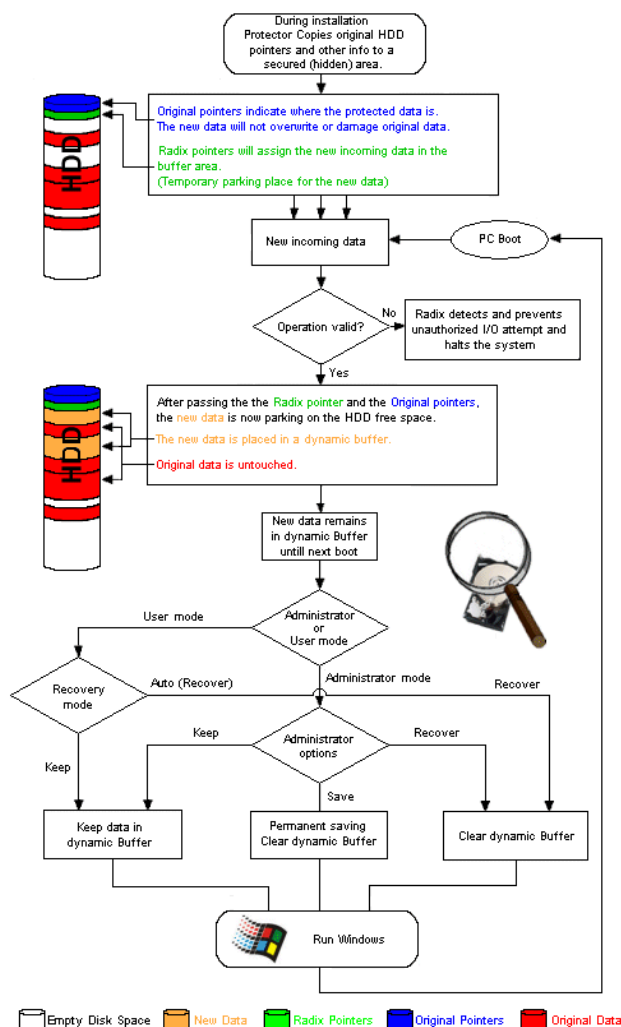 During installation
Protector Copies original HDD
pointers and other info to a
secured (hidden) area.
HDD
Original pointers indicate where the protected data is.
The new data will not overwrite or damage original data.
Radix pointers will assign the new incoming data in the
buffer area.
(Temporary parking place for the new data)
New incoming data
PC Boot
Operation valid?
No
Radix detects and prevents
unauthorized I/O attempt and
halts the system
Yes
HDD
After passing the the Radix pointer and the Original pointers,
the new data is now parking on the HDD free space.
The new data is placed in a dynamic buffer.
Original data is untouched.
New data remains
in dynamic Buffer
untill next boot
User mode
Administrator
or
User mode
Recovery
mode
Auto (Recover)
Administrator mode
Recover
Keep
Administrator
options
Recover
Keep
Save
Keep data in
dynamic Buffer
Permanent saving
Clear dynamic Buffer
Clear dynamic Buffer
Run Windows
Empty Disk Space
New Data
Radix Pointers
Original Pointers
Original Data